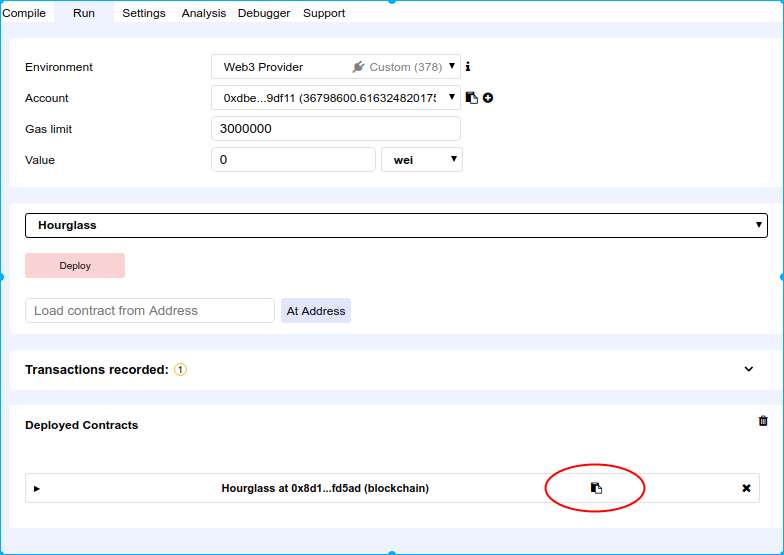 Compile Run Settings Analysis Debugger Support
Environment Web3 Provider Custom (378)
Account 0xdbe...9df11 (36798600.616324820175
Gas limit 3000000
Value 0 wei
Hourglass
Deploy
Load contract from Address At Address
Transactions recorded: 1
Deployed Contracts
Hourglass at 0x8d1...fd5ad (blockchain)